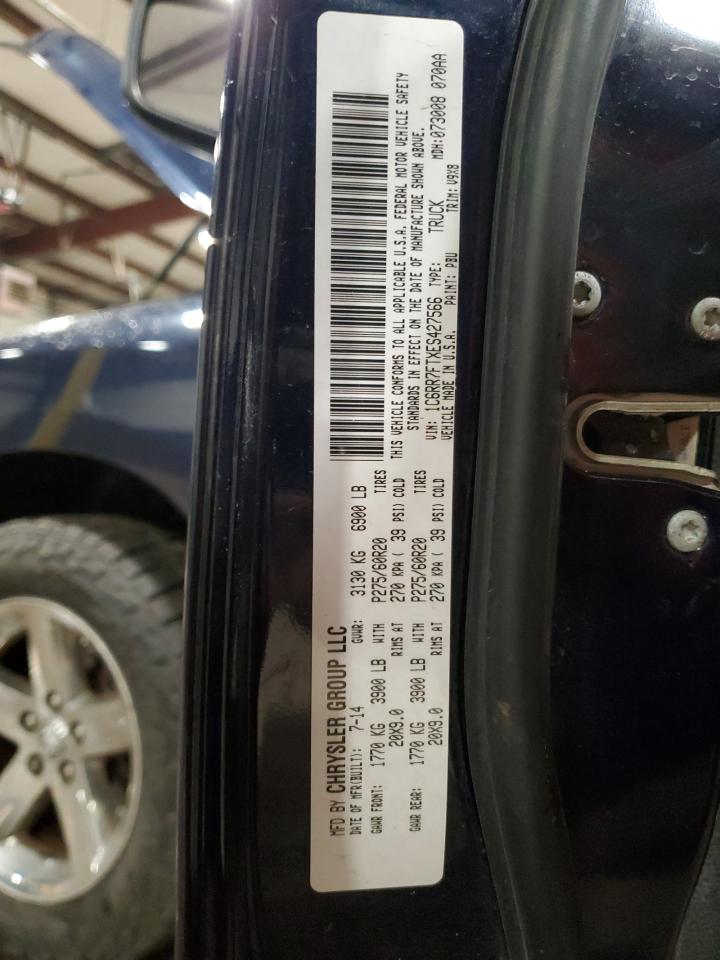 MFD BY CHRYSLER GROUP LLC
DATE OF MFR(BUILT): 7-14 GVWR: 3130 KG 6900 LB
GAWR FRONT: 1770 KG 3900 LB WITH P275/60R20 TIRES
20X9.0 RIMS AT 270 KPA ( 39 PSI) COLD
GAWR REAR: 1770 KG 3900 LB WITH P275/60R20 TIRES
20X9.0 RIMS AT 270 KPA ( 39 PSI) COLD
THIS VEHICLE CONFORMS TO ALL APPLICABLE U.S.A. FEDERAL MOTOR VEHICLE SAFETY
STANDARDS IN EFFECT ON THE DATE OF MANUFACTURE SHOWN ABOVE.
VIN: 1C6RR7FTXES427566 TYPE: TRUCK MDH:073008 070AA
VEHICLE MADE IN U.S.A. PAINT: PBU TRIM: V9X8